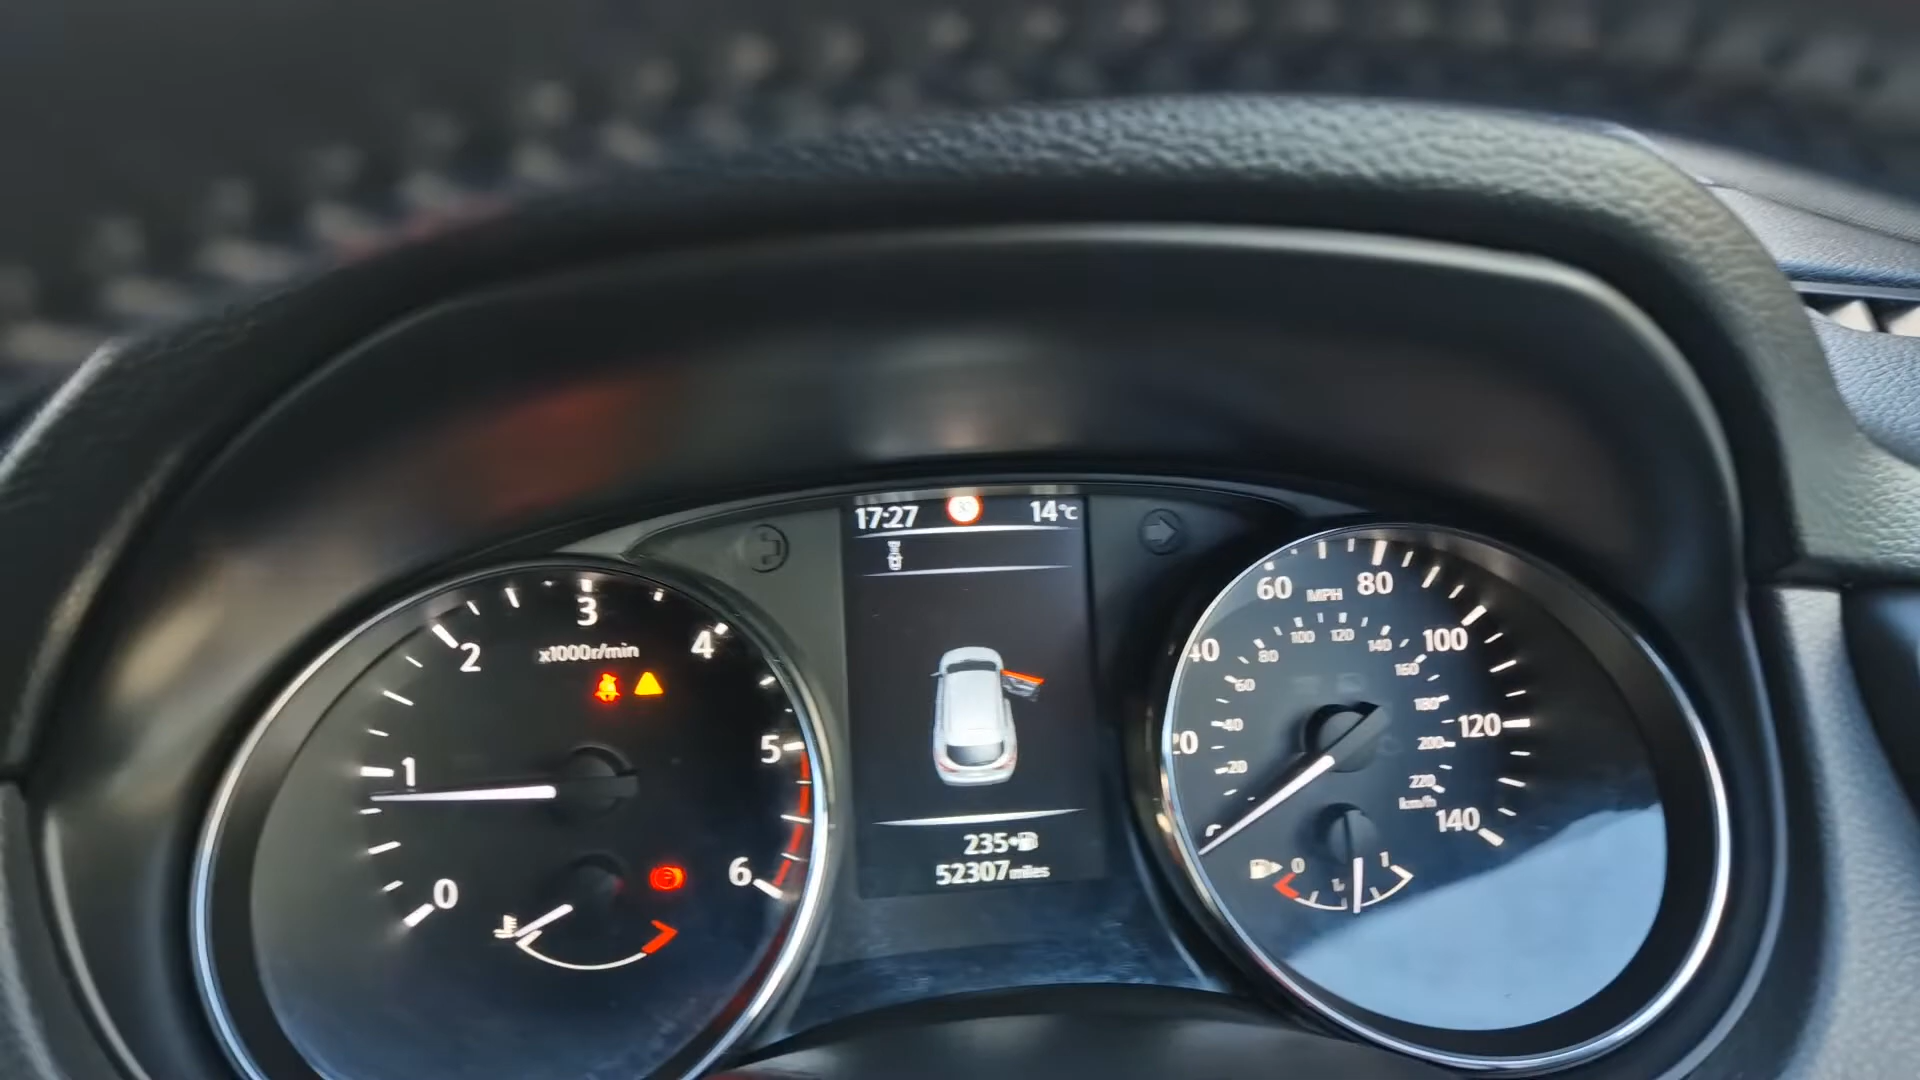 17:27 14°C
3
2 4
x1000r/min
1 5
0 6
235
52307 miles
60 MPH 80
40 100
20 120
140
80 100 120 140
60 160
40 180
20 200
220
km/h
0 1